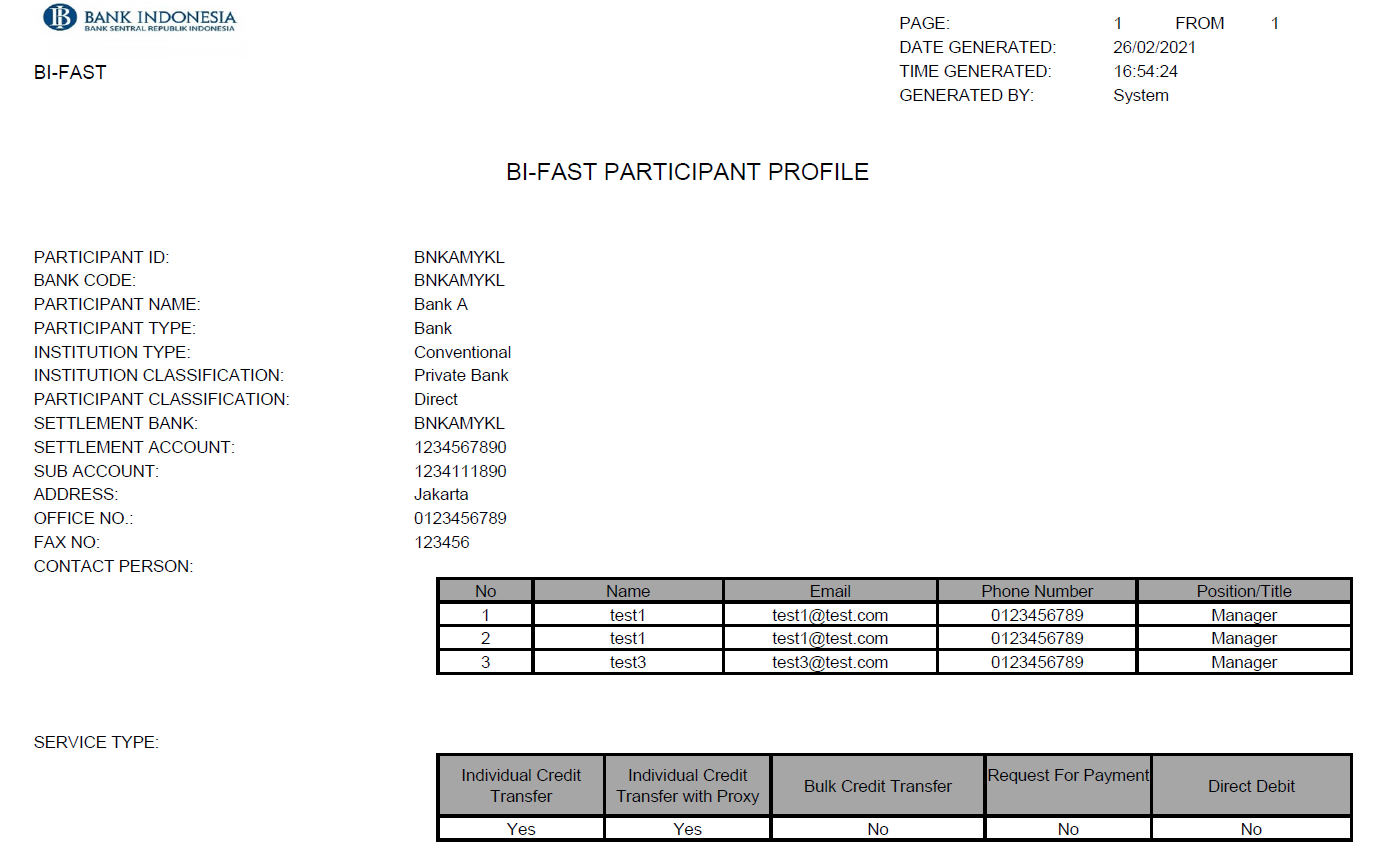 BANK INDONESIA
BANK SENTRAL REPUBLIK INDONESIA
PAGE: 1 FROM 1
DATE GENERATED: 26/02/2021
BI-FAST
TIME GENERATED: 16:54:24
GENERATED BY: System
BI-FAST PARTICIPANT PROFILE
PARTICIPANT ID: BNKAMYKL
BANK CODE: BNKAMYKL
PARTICIPANT NAME: Bank A
PARTICIPANT TYPE: Bank
INSTITUTION TYPE: Conventional
INSTITUTION CLASSIFICATION: Private Bank
PARTICIPANT CLASSIFICATION: Direct
SETTLEMENT BANK: BNKAMYKL
SETTLEMENT ACCOUNT: 1234567890
SUB ACCOUNT: 1234111890
ADDRESS: Jakarta
OFFICE NO.: 0123456789
FAX NO: 123456
CONTACT PERSON:
No Name Email Phone Number Position/Title
1 test1 test1@test.com 0123456789 Manager
2 test1 test1@test.com 0123456789 Manager
3 test3 test3@test.com 0123456789 Manager
SERVICE TYPE:
Individual Credit Transfer Individual Credit Transfer with Proxy Bulk Credit Transfer Request For Payment Direct Debit
Yes Yes No No No